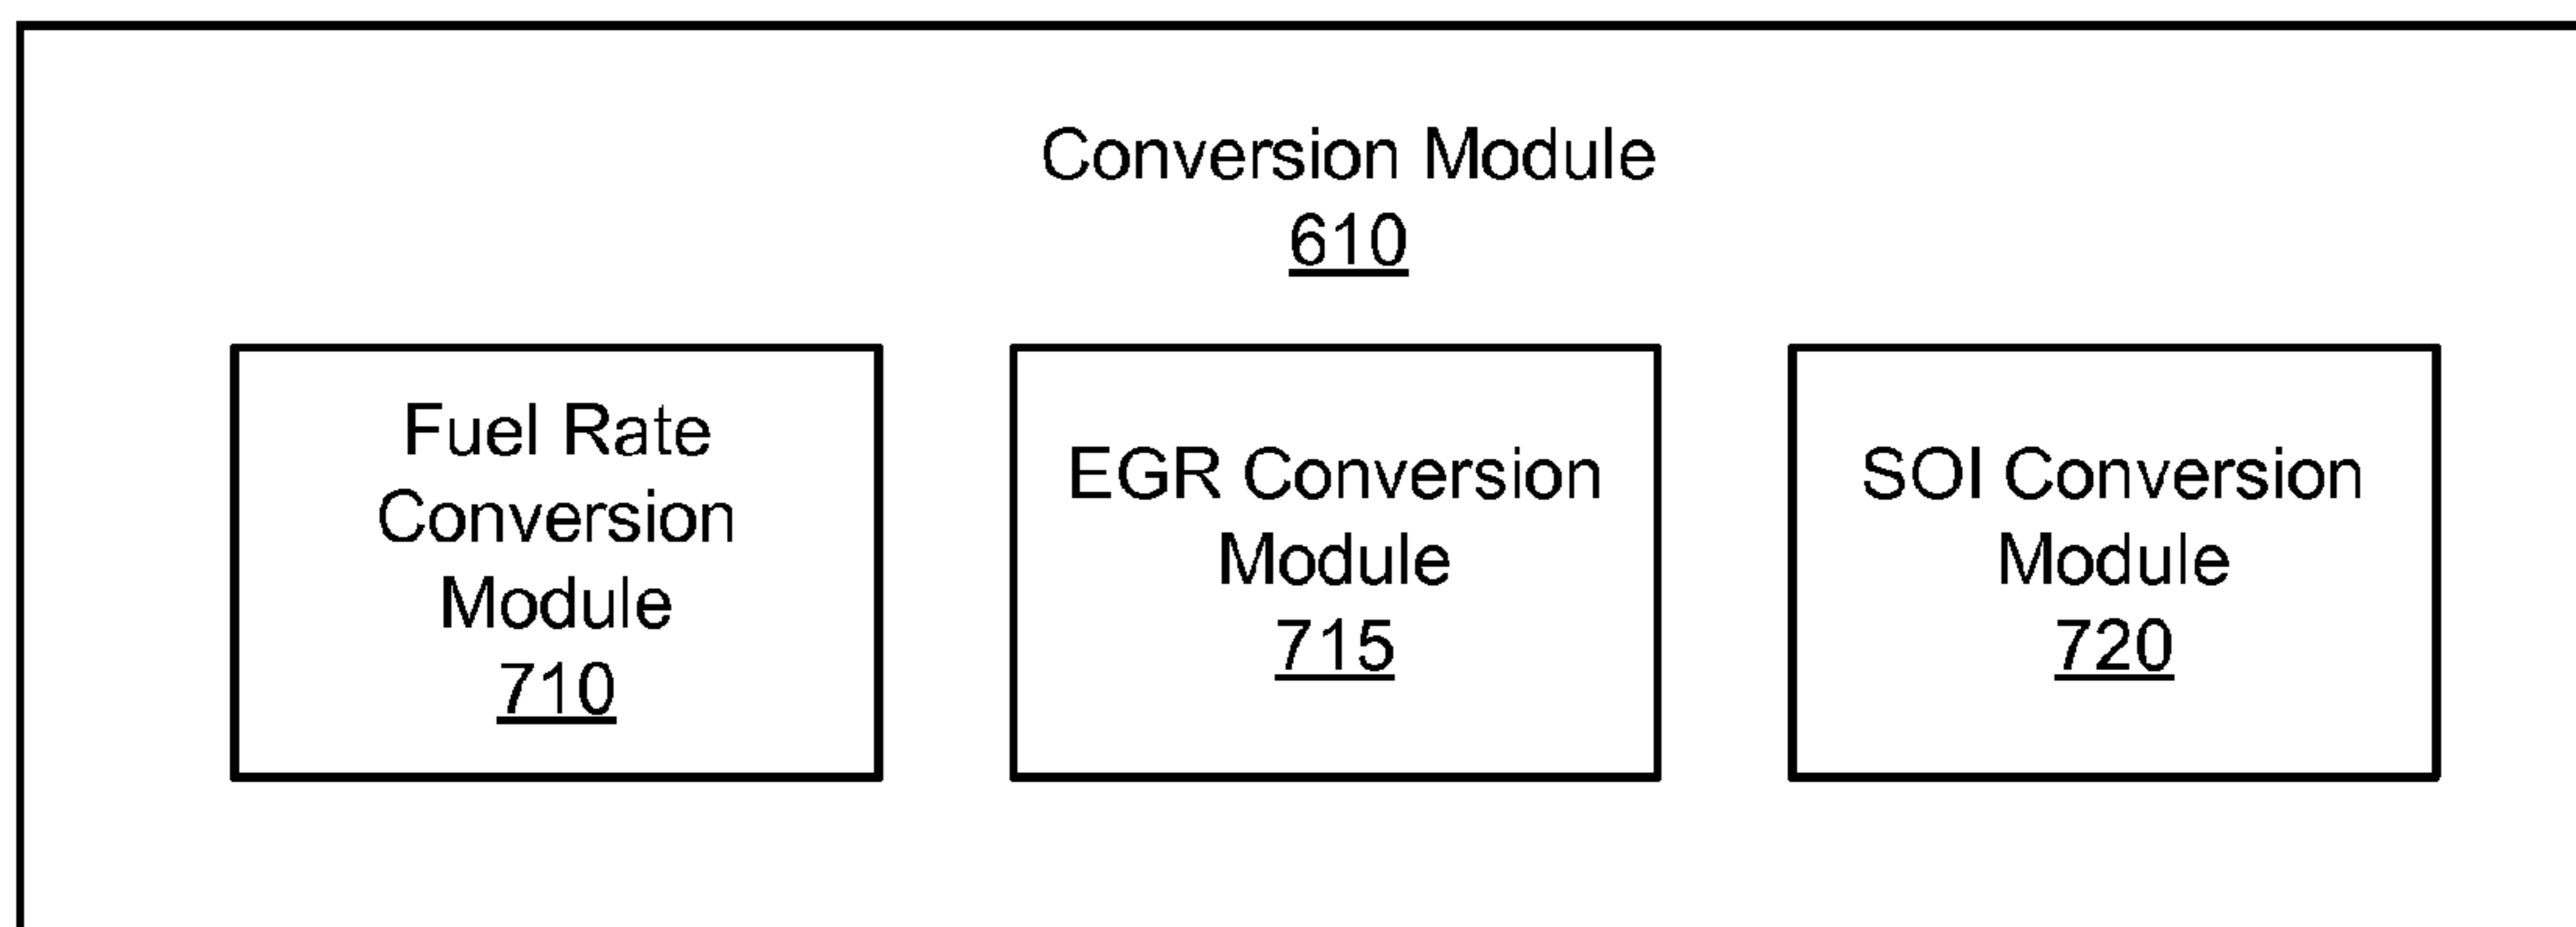 Conversion Module
610
Fuel Rate
Conversion
Module
710
EGR Conversion
Module
715
SOI Conversion
Module
720